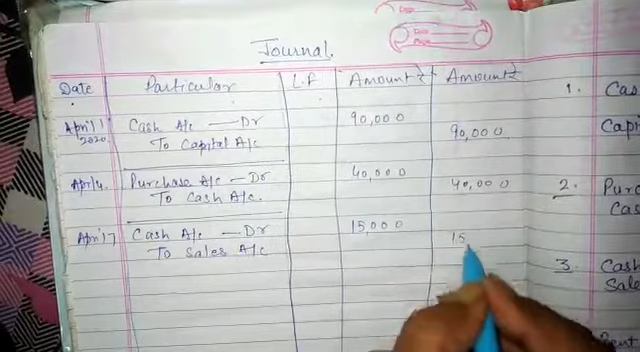 Journal.
Date Particular L.F Amount ₹ Amount ₹
April 1 Cash A/c — Dr 90,000
2020 To Capital A/c 90,000
April 4. Purchase A/c — Dr 40,000
To Cash A/c. 40,000
April 7 Cash A/c — Dr 15,000
To Sales A/c 15
1. Cas
Capi
2. Purc
Cas
3. Cash
Sale